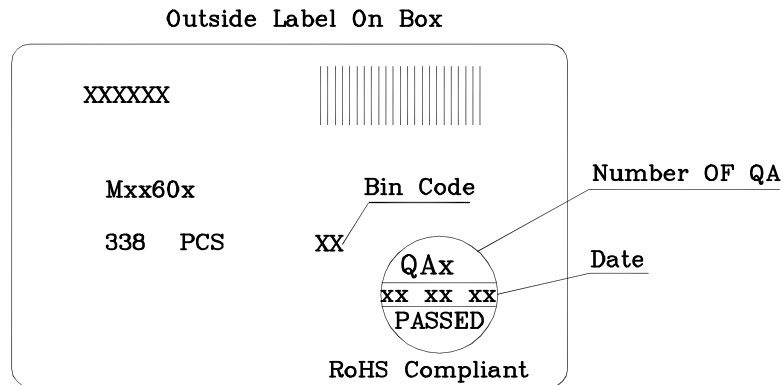 Outside Label On Box
XXXXXX
Mxx60x
Bin Code
Number OF QA
338 PCS
XX
QAx
Date
xx xx xx
PASSED
RoHS Compliant